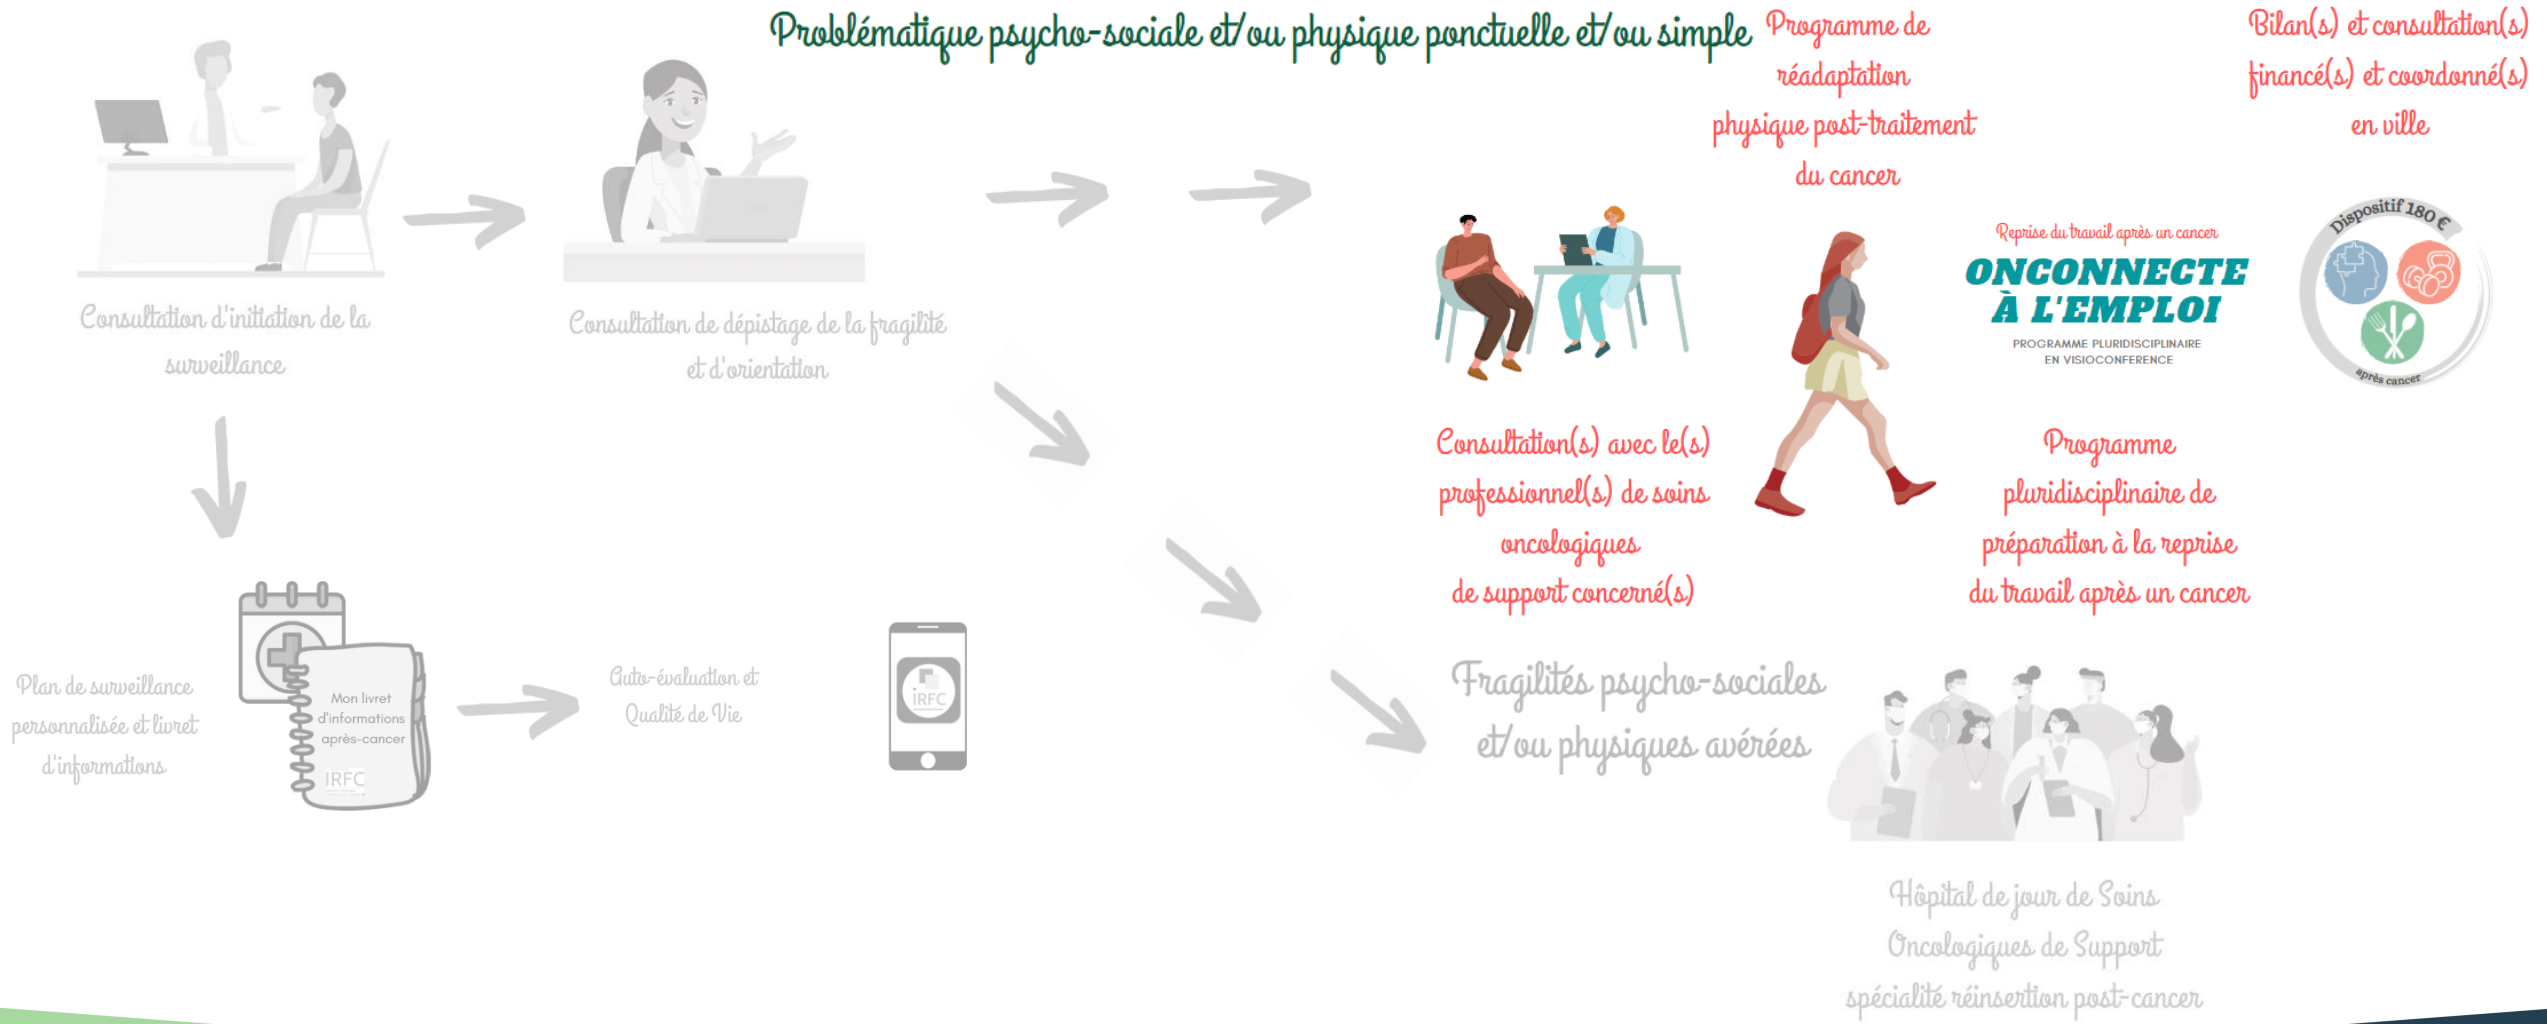 Problématique psycho-sociale et/ou physique ponctuelle et/ou simple
Consultation d'initiation de la
surveillance
Consultation de dépistage de la fragilité
et d'orientation
Programme de
réadaptation
physique post-traitement
du cancer
Bilan(s) et consultation(s)
financé(s) et coordonné(s)
en ville
Reprise du travail après un cancer
ONCONNECTE
À L'EMPLOI
PROGRAMME PLURIDISCIPLINAIRE
EN VISIOCONFERENCE
Dispositif 180 €
après cancer
Consultation(s) avec le(s)
professionnel(s) de soins
oncologiques
de support concerné(s)
Programme
pluridisciplinaire de
préparation à la reprise
du travail après un cancer
Plan de surveillance
personnalisée et livret
d'informations
Mon livret
d'informations
après-cancer
IRFC
Auto-évaluation et
Qualité de Vie
iRFC
Fragilités psycho-sociales
et/ou physiques avérées
Hôpital de jour de Soins
Oncologiques de Support
spécialité réinsertion post-cancer